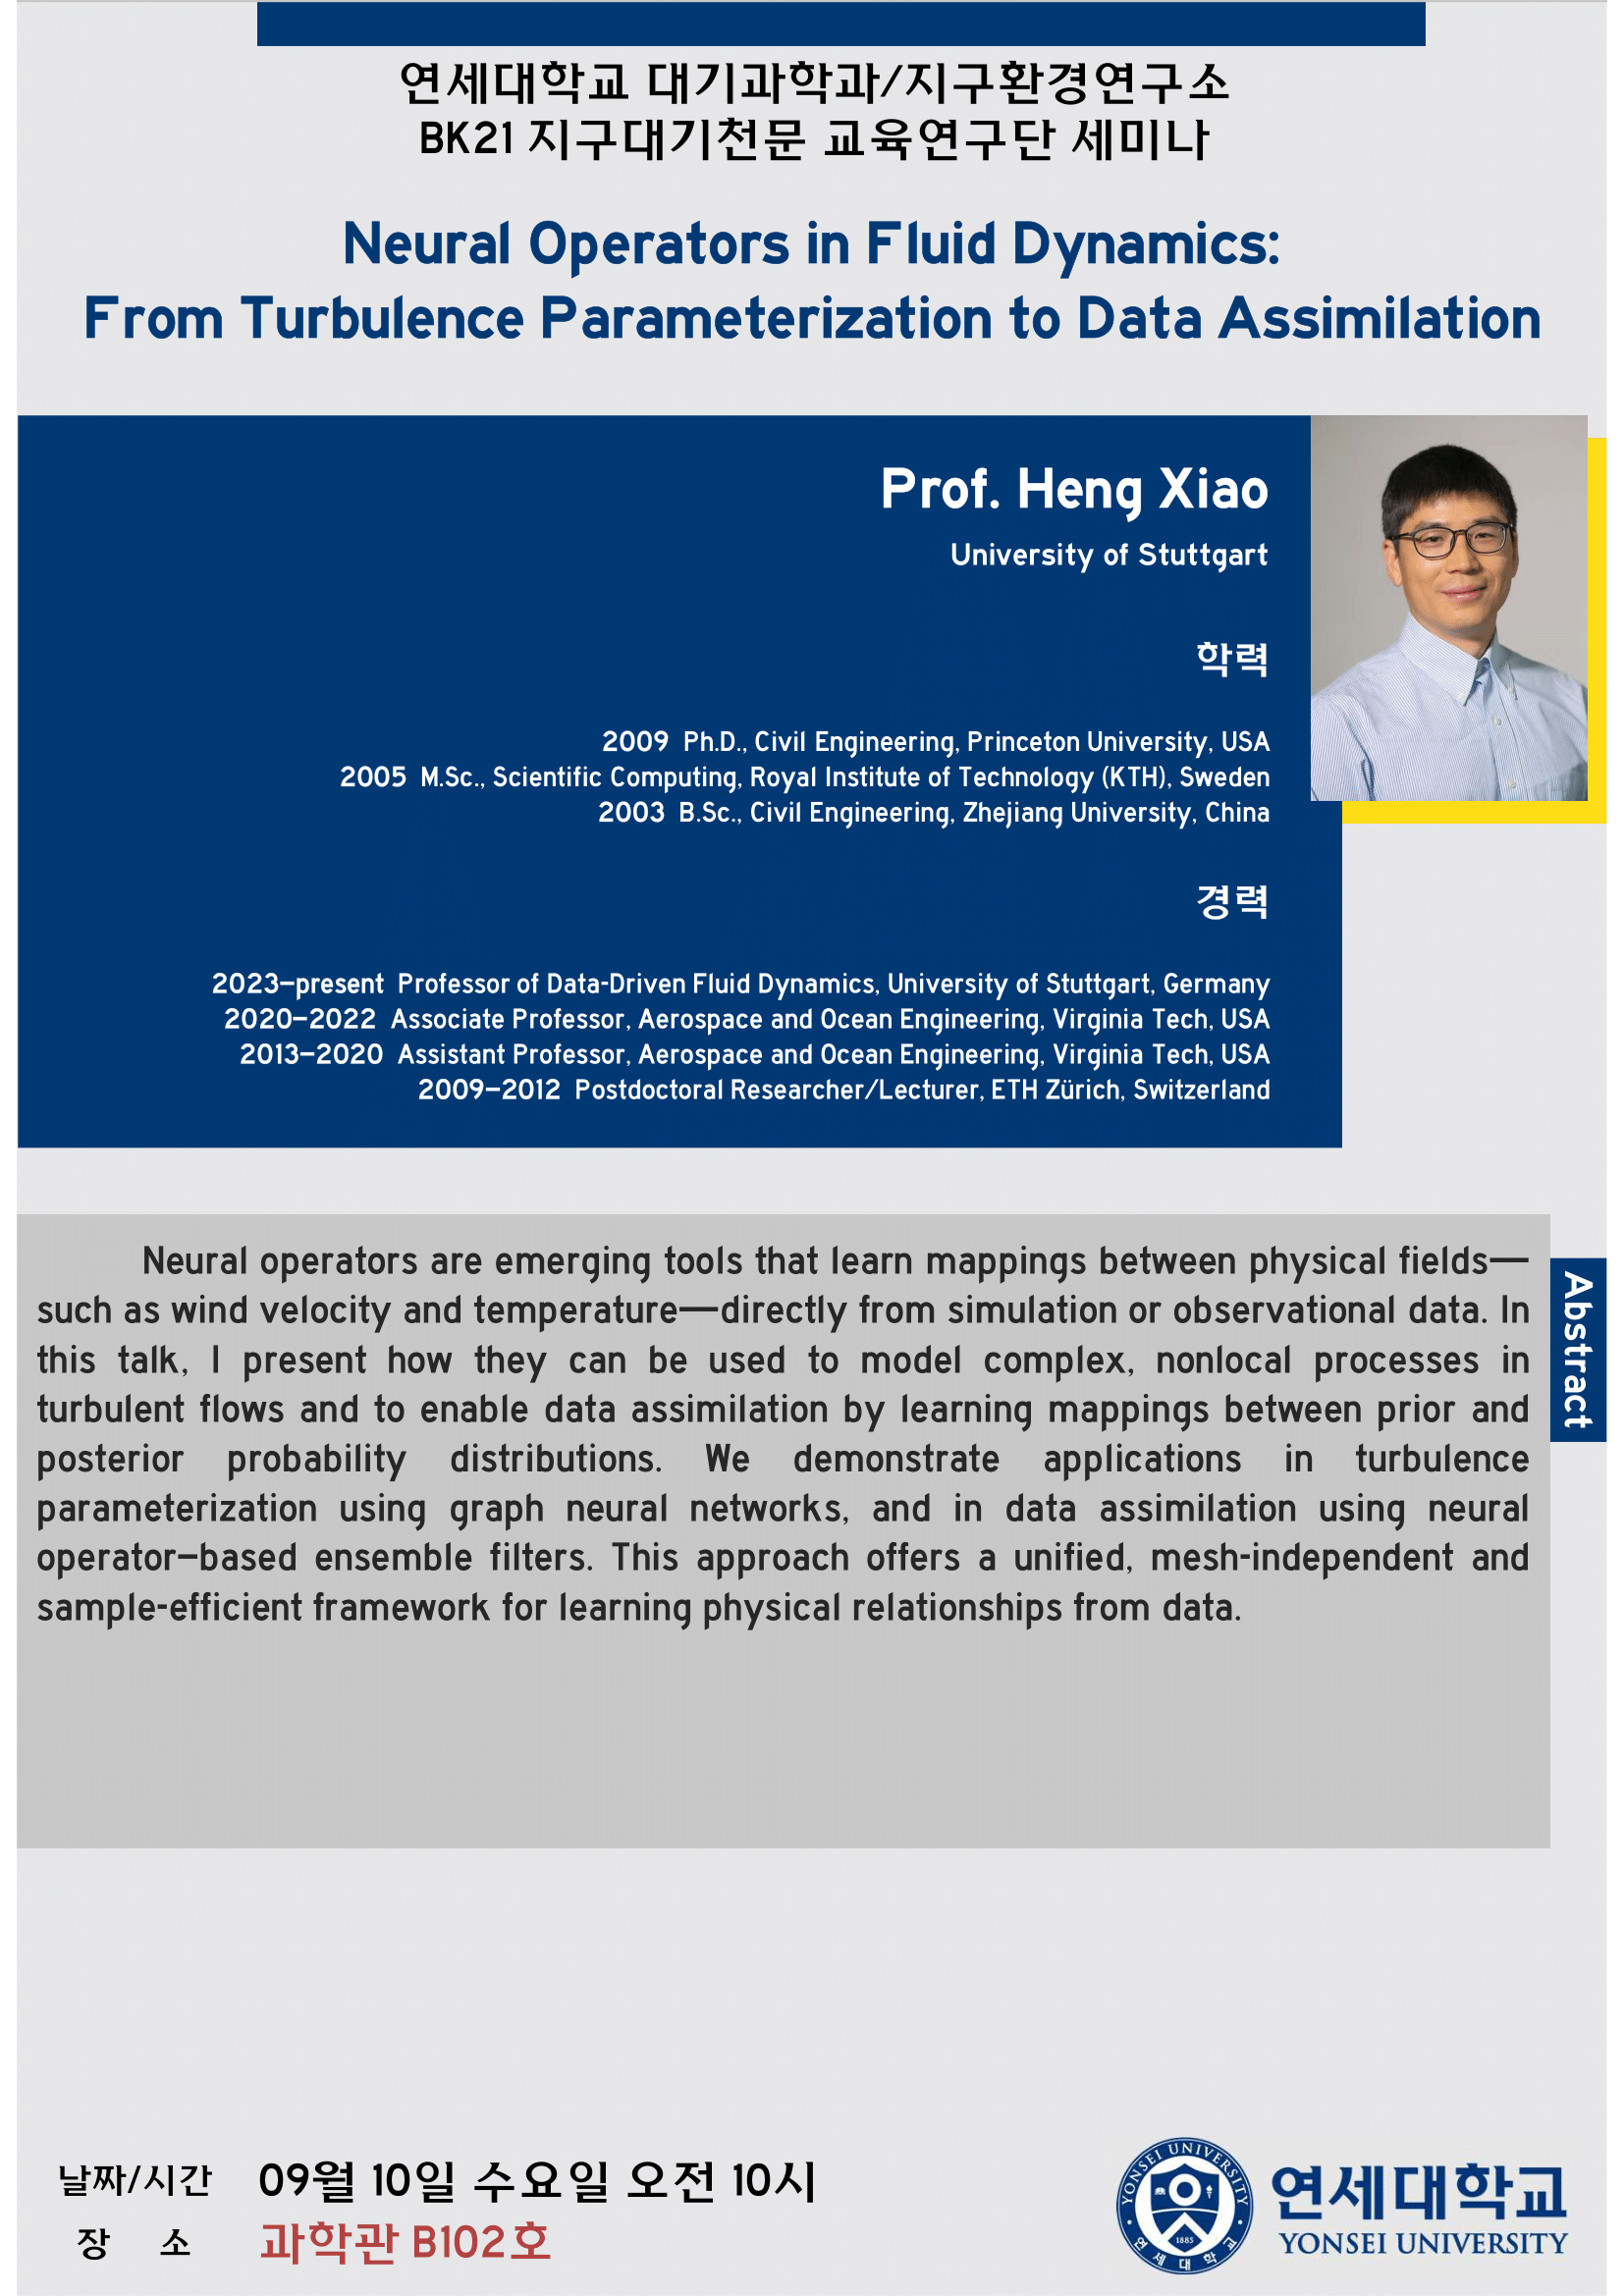 연세대학교 대기과학과/지구환경연구소
BK21 지구대기천문 교육연구단 세미나
Neural Operators in Fluid Dynamics:
From Turbulence Parameterization to Data Assimilation
Prof. Heng Xiao
University of Stuttgart
학력
2009 Ph.D., Civil Engineering, Princeton University, USA
2005 M.Sc., Scientific Computing, Royal Institute of Technology (KTH), Sweden
2003 B.Sc., Civil Engineering, Zhejiang University, China
경력
2023–present Professor of Data-Driven Fluid Dynamics, University of Stuttgart, Germany
2020–2022 Associate Professor, Aerospace and Ocean Engineering, Virginia Tech, USA
2013–2020 Assistant Professor, Aerospace and Ocean Engineering, Virginia Tech, USA
2009–2012 Postdoctoral Researcher/Lecturer, ETH Zürich, Switzerland
Abstract
Neural operators are emerging tools that learn mappings between physical fields—
such as wind velocity and temperature—directly from simulation or observational data. In
this talk, I present how they can be used to model complex, nonlocal processes in
turbulent flows and to enable data assimilation by learning mappings between prior and
posterior probability distributions. We demonstrate applications in turbulence
parameterization using graph neural networks, and in data assimilation using neural
operator–based ensemble filters. This approach offers a unified, mesh-independent and
sample-efficient framework for learning physical relationships from data.
날짜/시간 09월 10일 수요일 오전 10시
장 소 과학관 B102호
YONSEI UNIVERSITY
1885
연세대학교
연세대학교
YONSEI UNIVERSITY